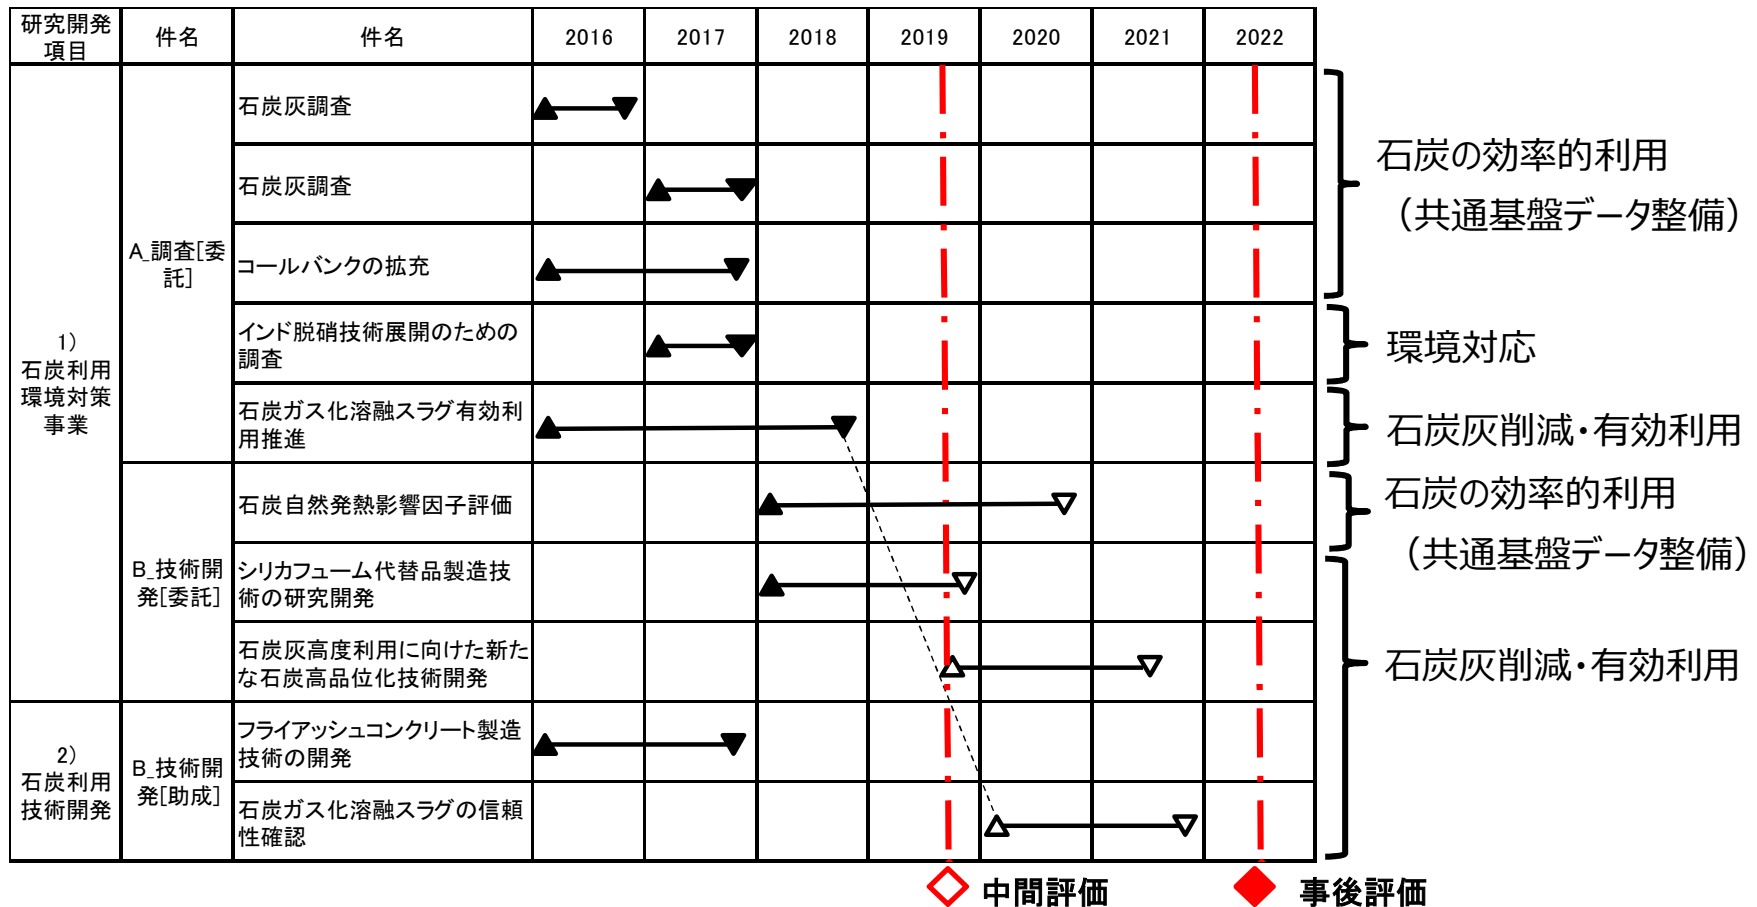 研究開発
項目
件名
件名
2016
2017
2018
2019
2020
2021
2022
1)
石炭利用
環境対策
事業
A_調査[委
託]
石炭灰調査
石炭灰調査
コールバンクの拡充
インド脱硝技術展開のための
調査
石炭ガス化溶融スラグ有効利
用推進
B_技術開
発[委託]
石炭自然発熱影響因子評価
シリカフューム代替品製造技
術の研究開発
石炭灰高度利用に向けた新た
な石炭高品位化技術開発
2)
石炭利用
技術開発
B_技術開
発[助成]
フライアッシュコンクリート製造
技術の開発
石炭ガス化溶融スラグの信頼
性確認
石炭の効率的利用
（共通基盤データ整備）
環境対応
石炭灰削減・有効利用
石炭の効率的利用
（共通基盤データ整備）
石炭灰削減・有効利用
中間評価
事後評価